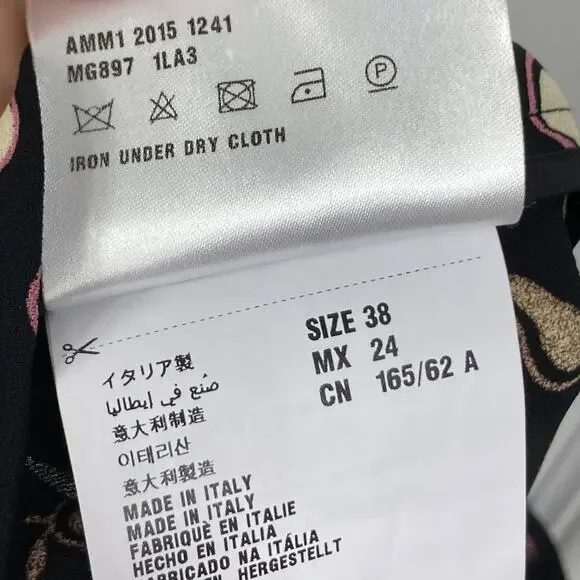 AMM1 2015 1241
MG897 1LA3
P
IRON UNDER DRY CLOTH
SIZE 38
MX 24
CN 165/62 A
イタリア製
صنع في إيطاليا
意大利制造
이태리산
意大利製造
MADE IN ITALY
MADE IN ITALY
FABRIQUÈ EN ITALIE
HECHO EN ITALIA
FABRICADO NA ITÁLIA
HERGESTELLT